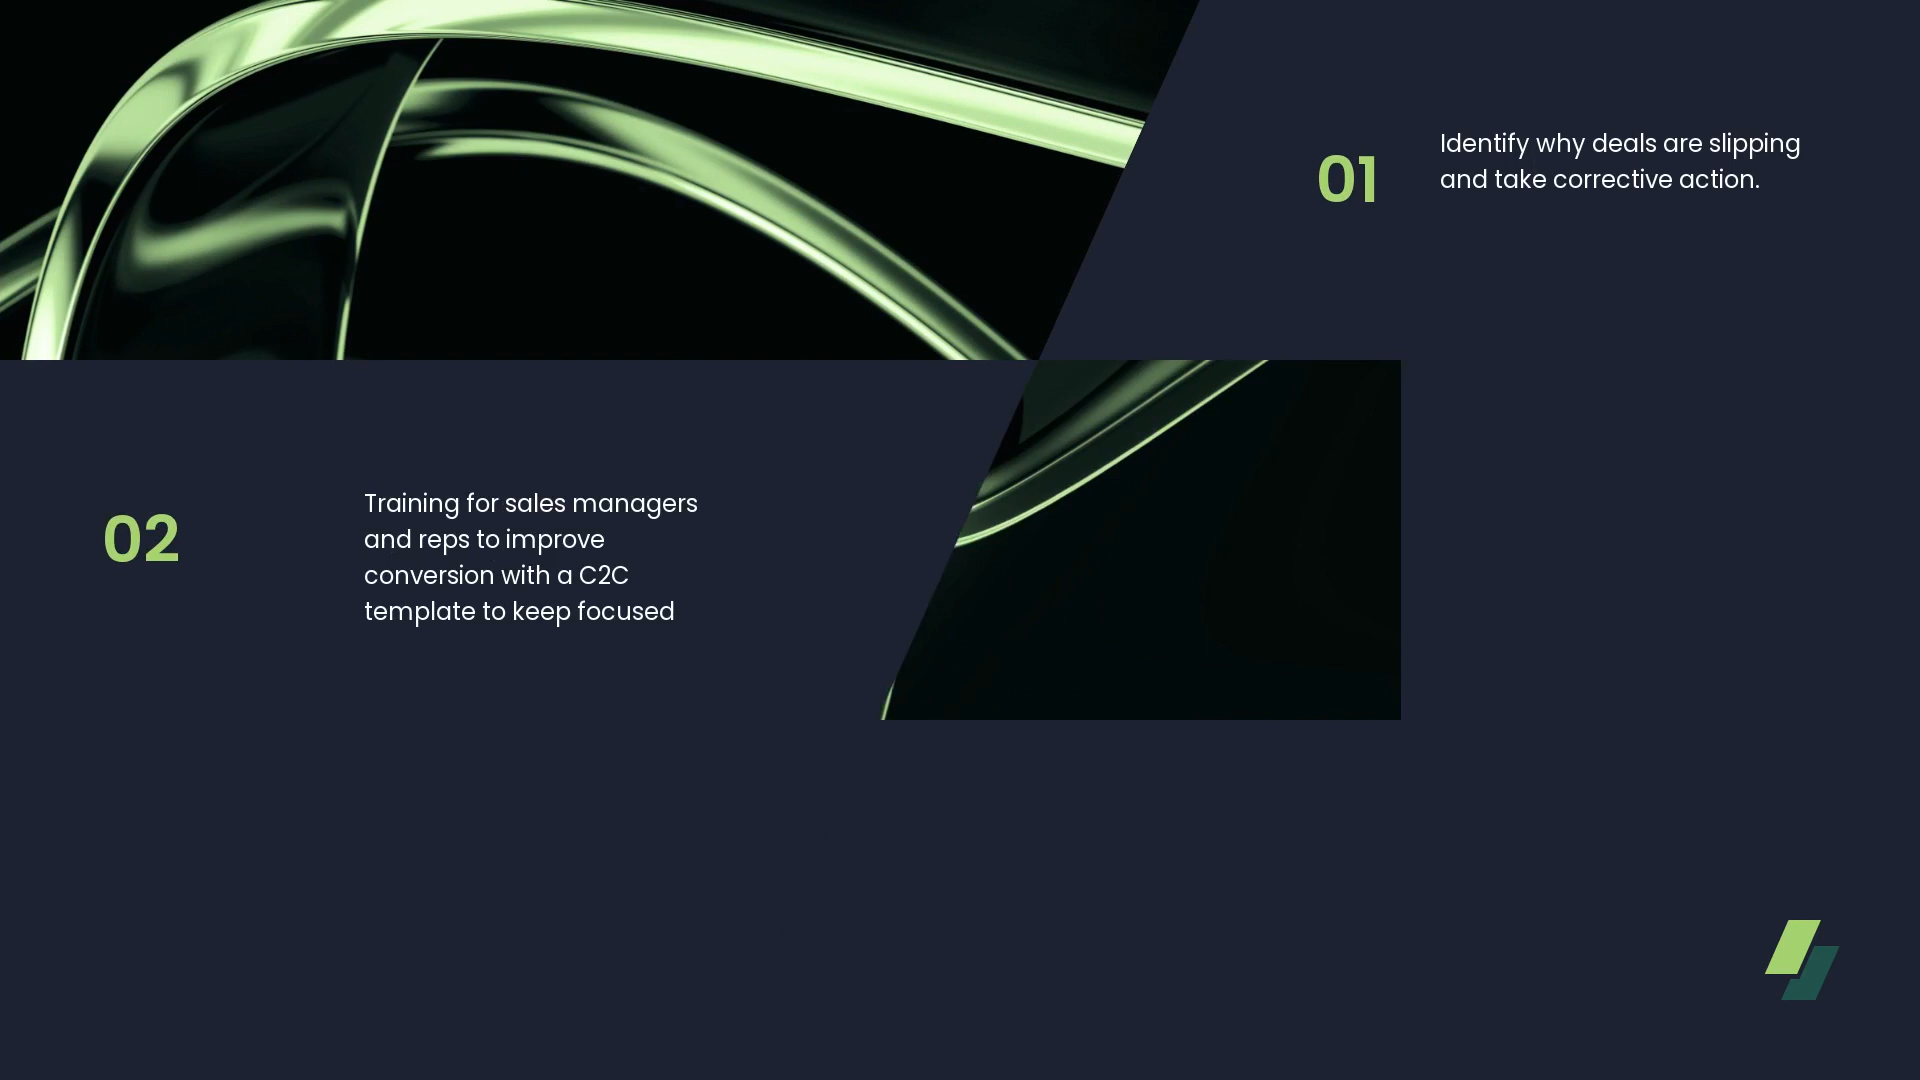 01
Identify why deals are slipping
and take corrective action.
02
Training for sales managers
and reps to improve
conversion with a C2C
template to keep focused